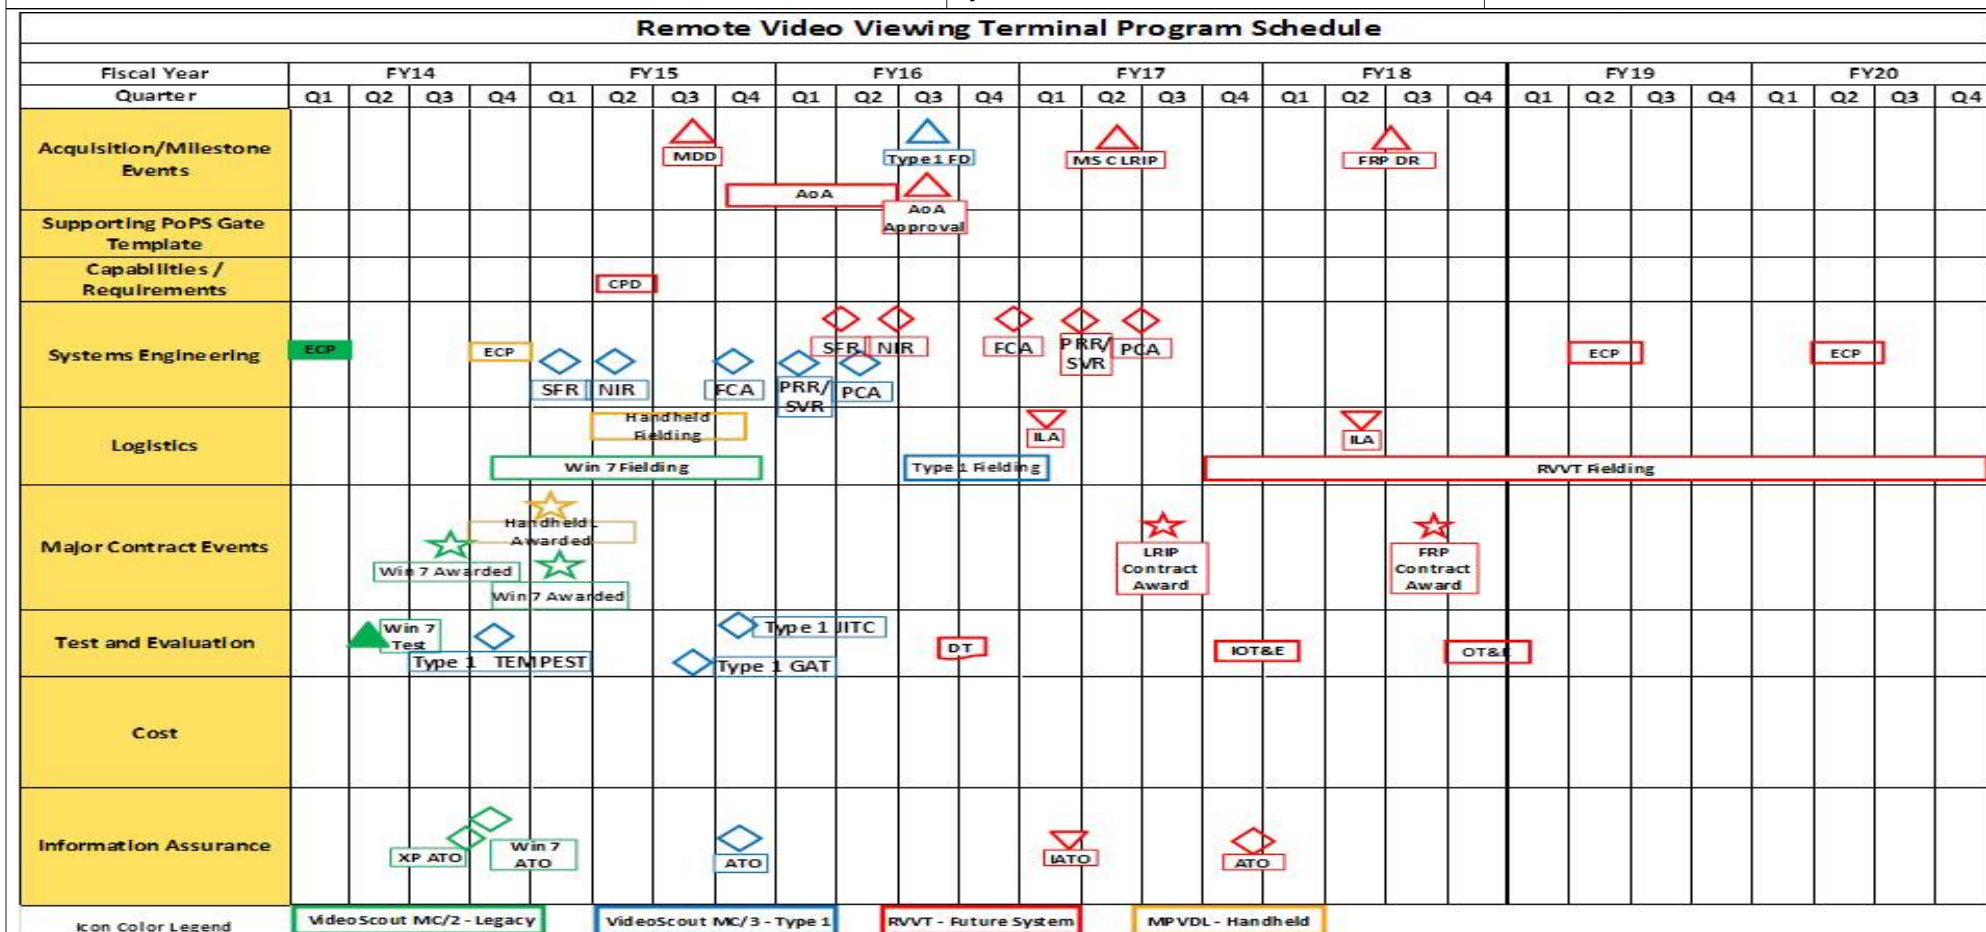 Remote Video Viewing Terminal Program Schedule
Fiscal Year FY14 FY15 FY16 FY17 FY18 FY19 FY20
Quarter Q1 Q2 Q3 Q4 Q1 Q2 Q3 Q4 Q1 Q2 Q3 Q4 Q1 Q2 Q3 Q4 Q1 Q2 Q3 Q4 Q1 Q2 Q3 Q4 Q1 Q2 Q3 Q4
Acquisition/Milestone
Events
MDD
Type 1 FD
MS C LRIP
FRP DR
AoA
AoA
Approval
Supporting PoPS Gate
Template
Capabilities /
Requirements
CPD
Systems Engineering
ECP
ECP
SFR
NIR
FCA
PRR/
SVR
PCA
SFR
NIR
FCA
PRR/
SVR
PCA
ECP
ECP
Logistics
Handheld
Fielding
Win 7 Fielding
Type 1 Fielding
ILA
ILA
RVVT Fielding
Major Contract Events
Handheld
Awarded
Win 7 Awarded
Win 7 Awarded
LRIP
Contract
Award
FRP
Contract
Award
Test and Evaluation
Win 7
Test
Type 1 TEMPEST
Type 1 JITC
Type 1 GAT
DT
IOT&E
OT&E
Cost
Information Assurance
XP ATO
Win 7
ATO
ATO
IATO
ATO
Icon Color Legend
VideoScout MC/2 - Legacy
VideoScout MC/3 - Type 1
RVVT - Future System
MPVDL - Handheld